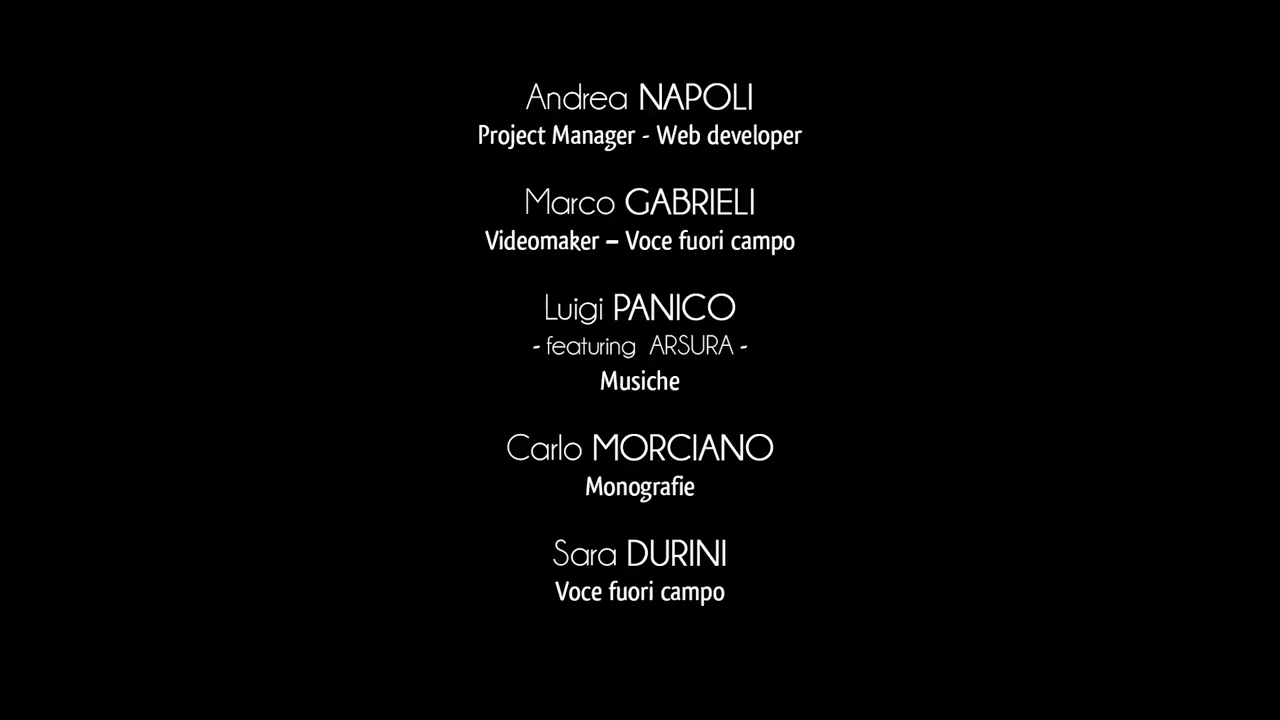 Andrea NAPOLI
Project Manager - Web developer
Marco GABRIELI
Videomaker – Voce fuori campo
Luigi PANICO
- featuring ARSURA -
Musiche
Carlo MORCIANO
Monografie
Sara DURINI
Voce fuori campo